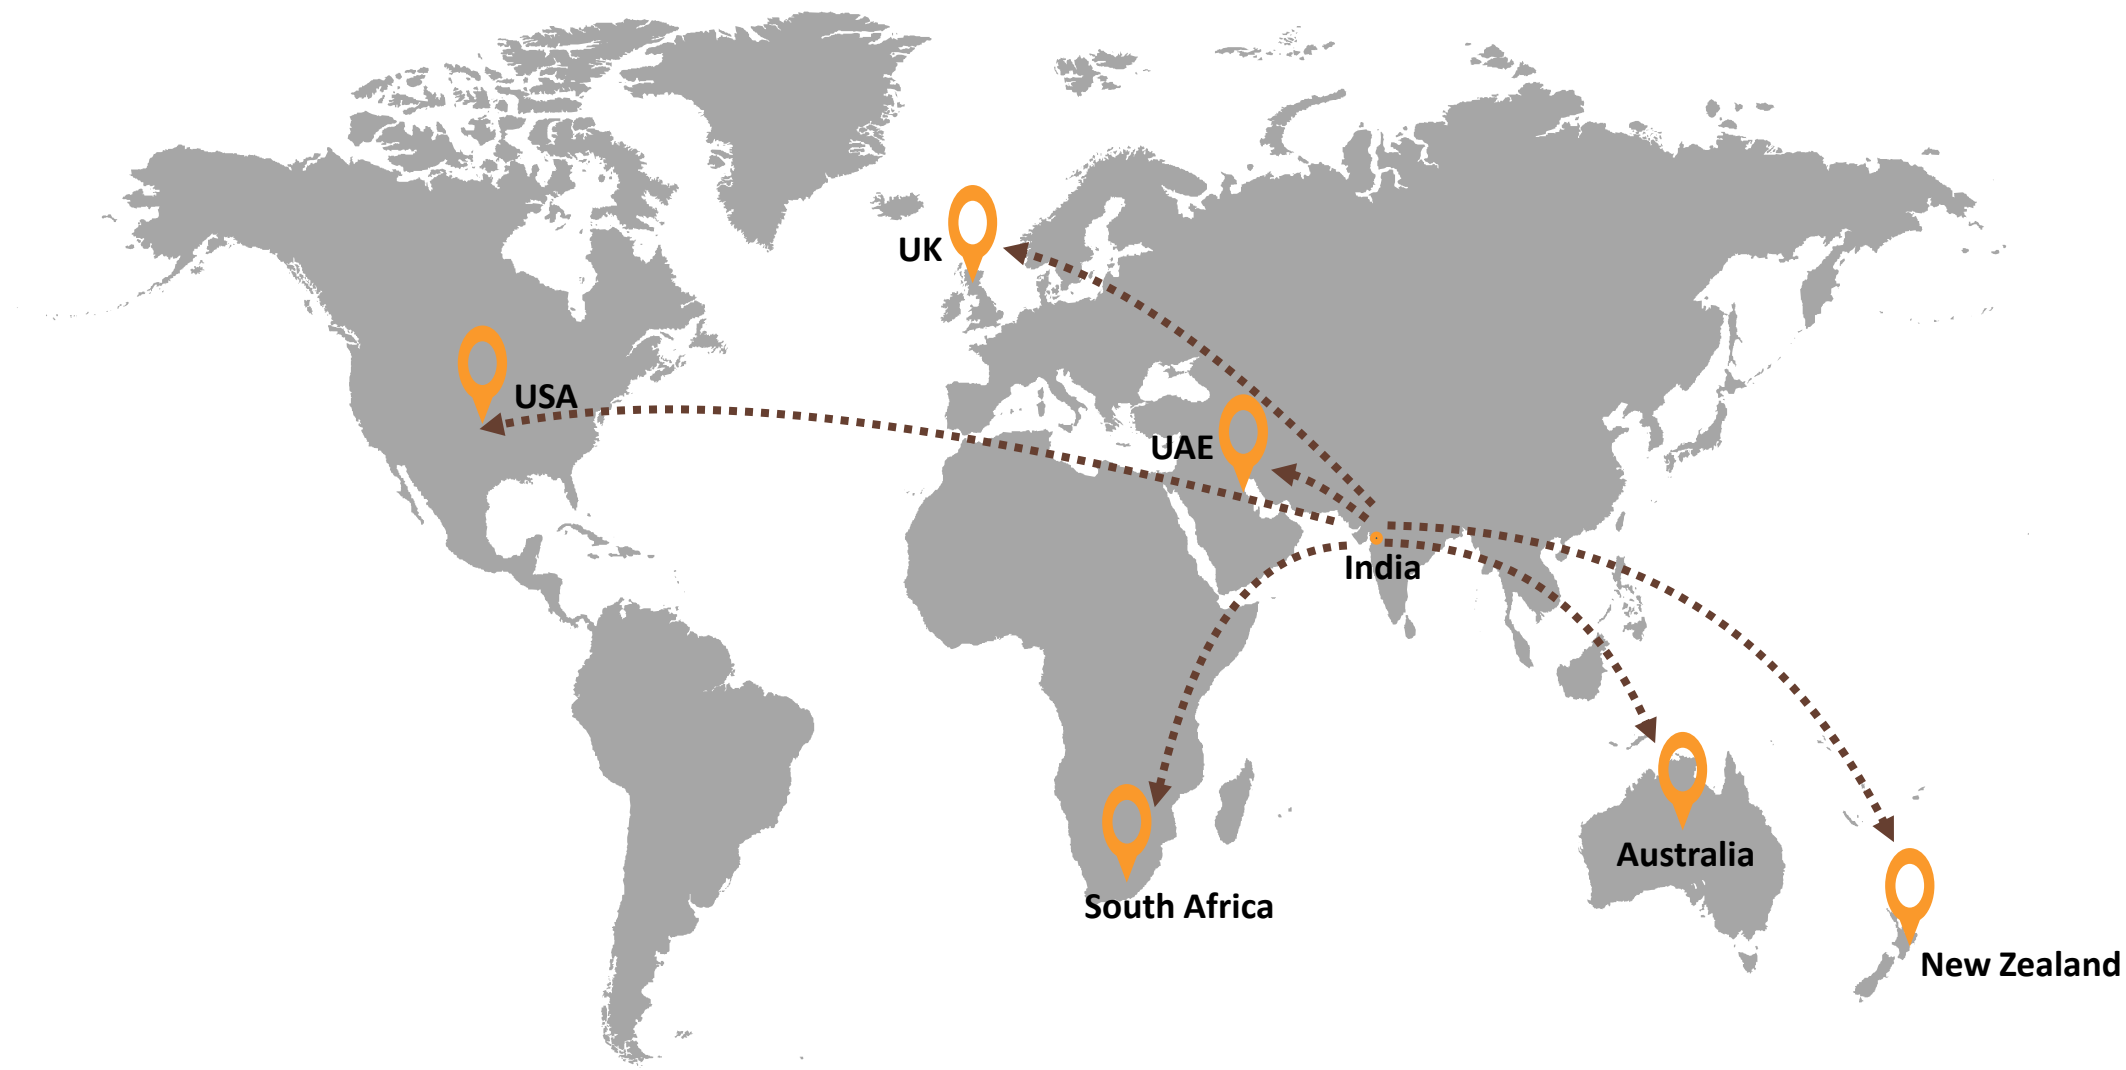 UK
USA
UAE
India
Australia
South Africa
New Zealand